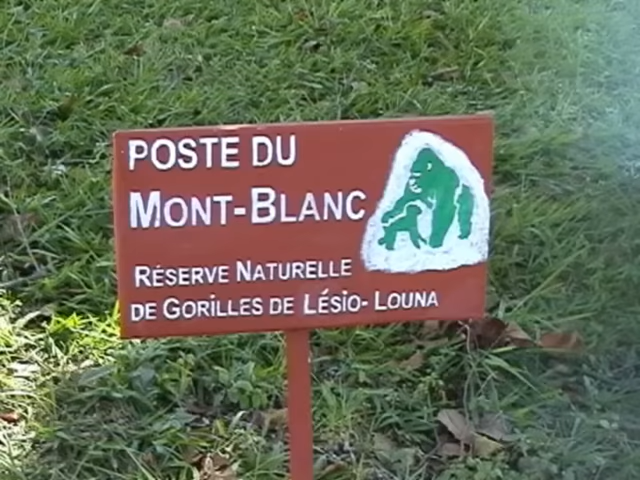 POSTE DU
MONT-BLANC
RÉSERVE NATURELLE
DE GORILLES DE LÉSIO-LOUNA